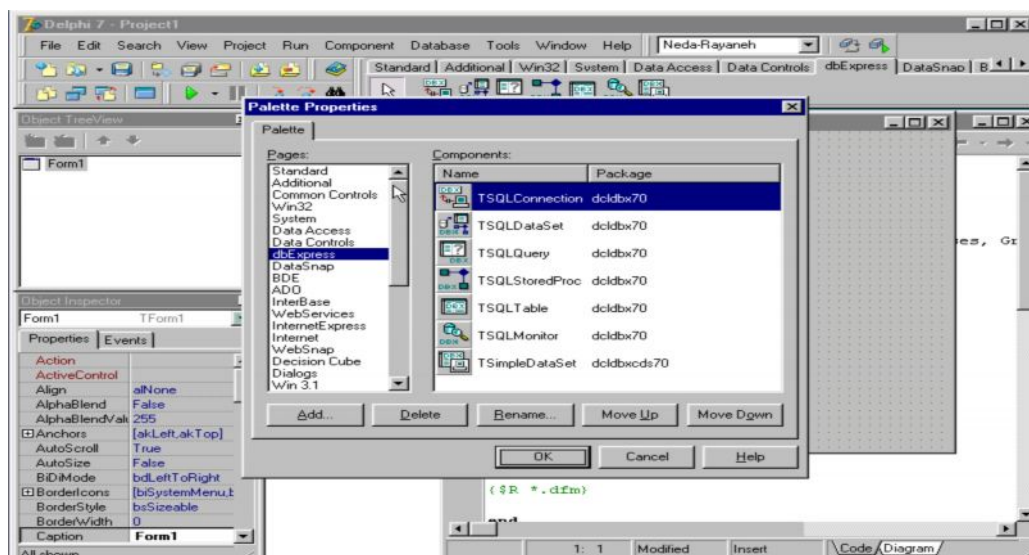 Delphi 7 - Project1
File Edit Search View Project Run Component Database Tools Window Help Neda-Rayaneh
Standard Additional Win32 System Data Access Data Controls dbExpress DataSnap B
Object TreeView
Form1
Palette Properties
Palette
Pages:
Standard
Additional
Common Controls
Win32
System
Data Access
Data Controls
dbExpress
DataSnap
BDE
ADO
InterBase
WebServices
InternetExpress
Internet
WebSnap
Decision Cube
Dialogs
Win 3.1
Components:
Name Package
TSQLConnection dcldbx70
TSQLDataSet dcldbx70
TSQLQuery dcldbx70
TSQLStoredProc dcldbx70
TSQLTable dcldbx70
TSQLMonitor dcldbx70
TSimpleDataSet dcldbxcds70
Add... Delete Rename... Move Up Move Down
OK Cancel Help
Object Inspector
Form1 TForm1
Properties Events
Action
ActiveControl
Align alNone
AlphaBlend False
AlphaBlendVal 255
Anchors [akLeft,akTop]
AutoScroll True
AutoSize False
BiDiMode bdLeftToRight
BorderIcons [biSystemMenu,
BorderStyle bsSizeable
BorderWidth 0
Caption Form1
All shown
es, Gr
{$R *.dfm}
end
1: 1 Modified Insert Code Diagram